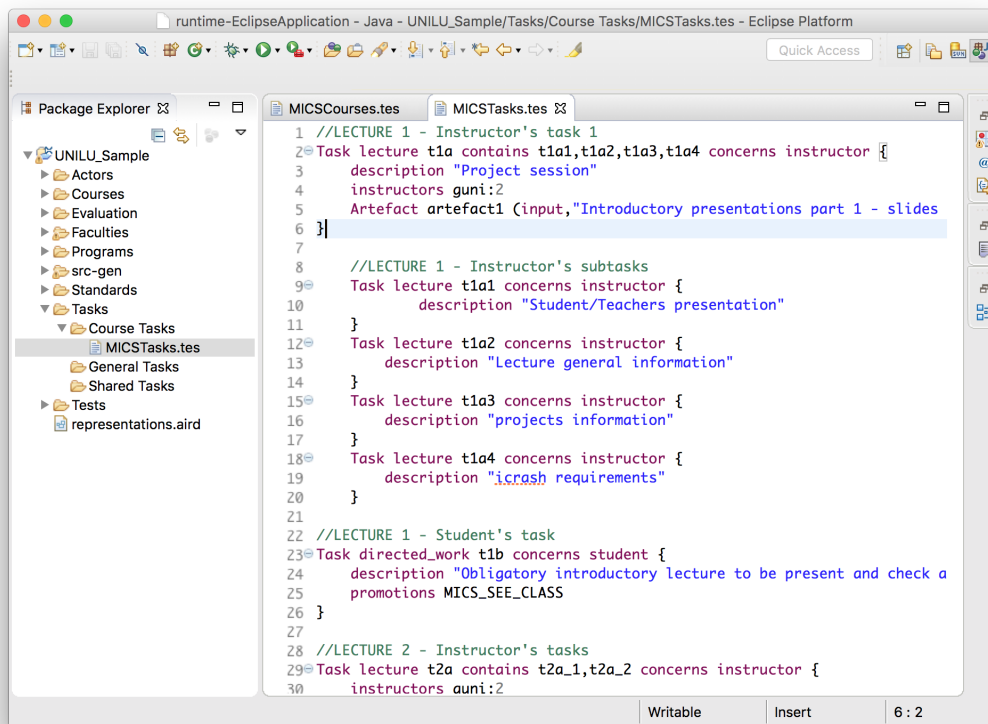 runtime-EclipseApplication - Java - UNILU_Sample/Tasks/Course Tasks/MICSTasks.tes - Eclipse Platform
Quick Access
Package Explorer
UNILU_Sample
Actors
Courses
Evaluation
Faculties
Programs
src-gen
Standards
Tasks
Course Tasks
MICSTasks.tes
General Tasks
Shared Tasks
Tests
representations.aird
MICSCourses.tes
MICSTasks.tes
1 //LECTURE 1 - Instructor's task 1
2 Task lecture t1a contains t1a1,t1a2,t1a3,t1a4 concerns instructor {
3 description "Project session"
4 instructors guni:2
5 Artefact artefact1 (input,"Introductory presentations part 1 - slides
6 }
7
8 //LECTURE 1 - Instructor's subtasks
9 Task lecture t1a1 concerns instructor {
10 description "Student/Teachers presentation"
11 }
12 Task lecture t1a2 concerns instructor {
13 description "Lecture general information"
14 }
15 Task lecture t1a3 concerns instructor {
16 description "projects information"
17 }
18 Task lecture t1a4 concerns instructor {
19 description "icrash requirements"
20 }
21
22 //LECTURE 1 - Student's task
23 Task directed_work t1b concerns student {
24 description "Obligatory introductory lecture to be present and check a
25 promotions MICS_SEE_CLASS
26 }
27
28 //LECTURE 2 - Instructor's tasks
29 Task lecture t2a contains t2a_1,t2a_2 concerns instructor {
30 instructors guni:2
Writable
Insert
6 : 2